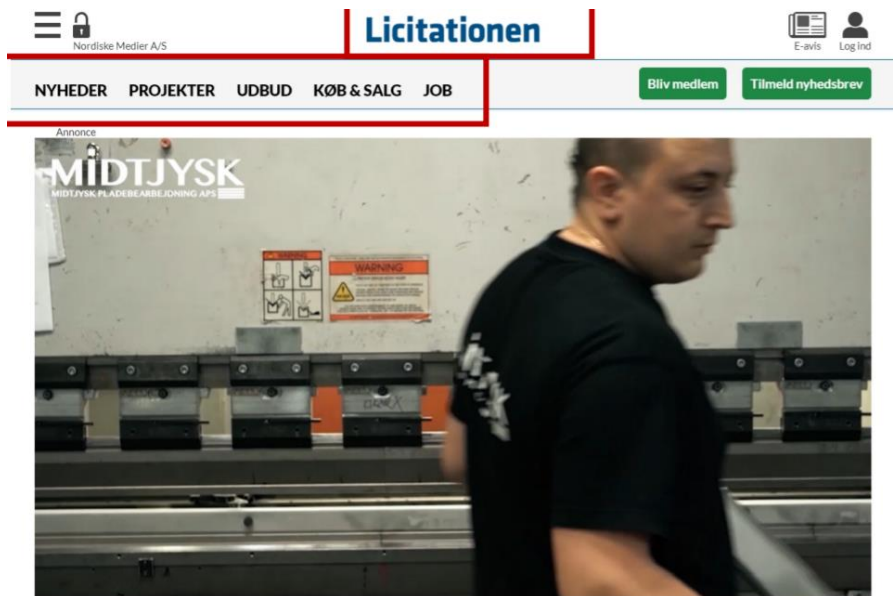 Licitationen
Nordiske Medier A/S
E-avis Log ind
NYHEDER PROJEKTER UDBUD KØB & SALG JOB
Bliv medlem Tilmeld nyhedsbrev
Annonce
MIDTJYSK
MIDTJYSK PLADEBEARBEJDNING APS
WARNING
WARNING